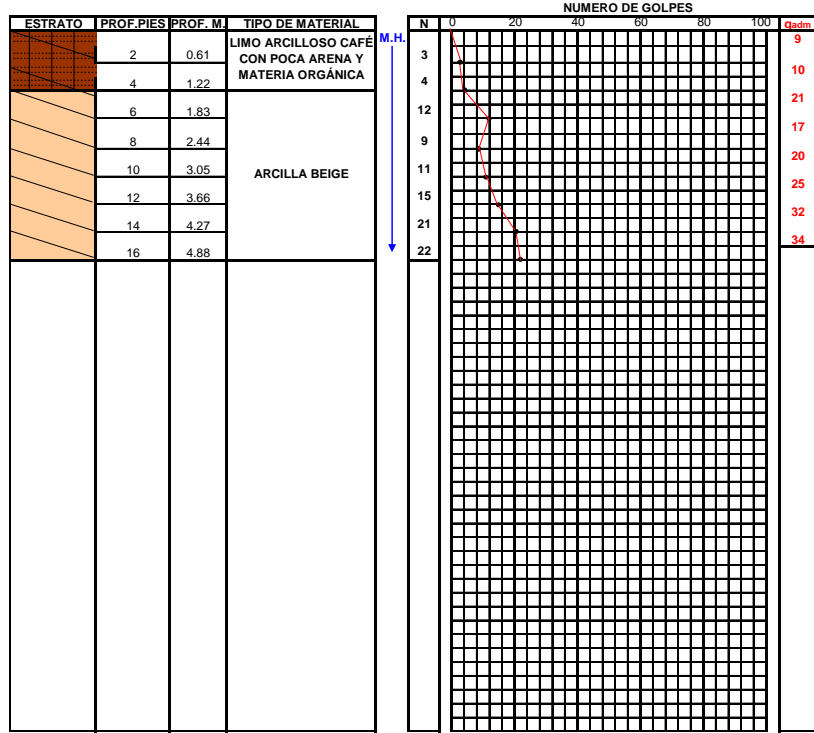 NUMERO DE GOLPES
ESTRATO PROF.PIES PROF. M. TIPO DE MATERIAL N 0 20 40 60 80 100 qadm
LIMO ARCILLOSO CAFÉ M.H. 9
2 0.61 CON POCA ARENA Y 3
MATERIA ORGÁNICA 10
4 1.22 4
21
6 1.83 12
17
8 2.44 9
20
10 3.05 ARCILLA BEIGE 11
25
12 3.66 15
32
14 4.27 21
34
16 4.88 22